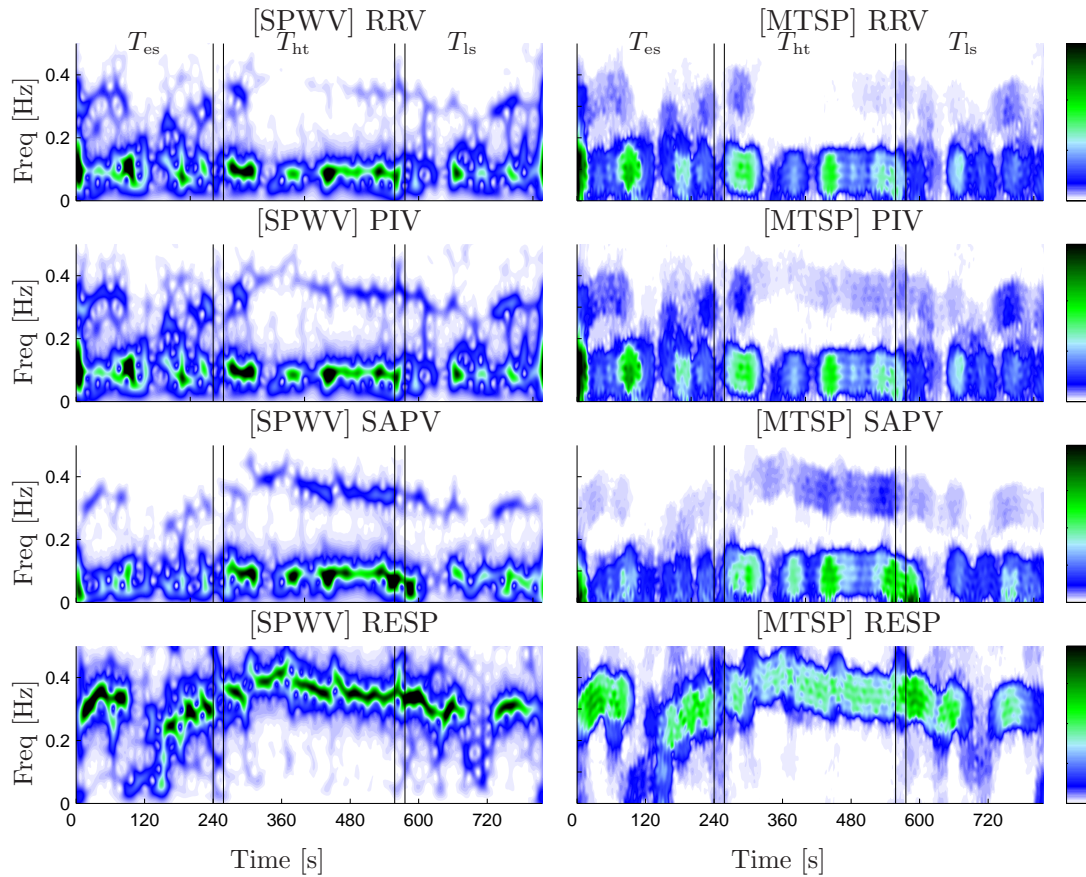 [SPWV] RRV [MTSP] RRV
T_es T_ht T_ls T_es T_ht T_ls
Freq [Hz]
0.4
0.2
0
[SPWV] PIV [MTSP] PIV
Freq [Hz]
0.4
0.2
0
[SPWV] SAPV [MTSP] SAPV
Freq [Hz]
0.4
0.2
0
[SPWV] RESP [MTSP] RESP
Freq [Hz]
0.4
0.2
0
0 120 240 360 480 600 720 0 120 240 360 480 600 720
Time [s] Time [s]